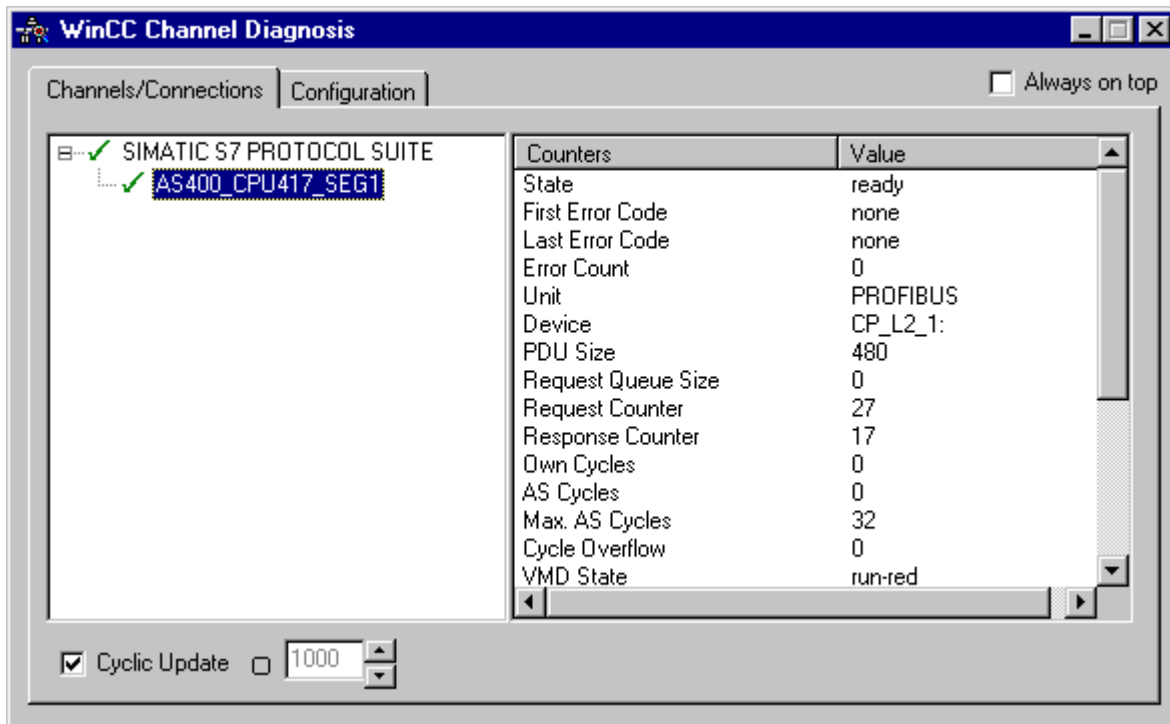 WinCC Channel Diagnosis
Channels/Connections Configuration Always on top
SIMATIC S7 PROTOCOL SUITE
AS400_CPU417_SEG1
Counters Value
State ready
First Error Code none
Last Error Code none
Error Count 0
Unit PROFIBUS
Device CP_L2_1:
PDU Size 480
Request Queue Size 0
Request Counter 27
Response Counter 17
Own Cycles 0
AS Cycles 0
Max. AS Cycles 32
Cycle Overflow 0
VMD State run-red
Cyclic Update 1000